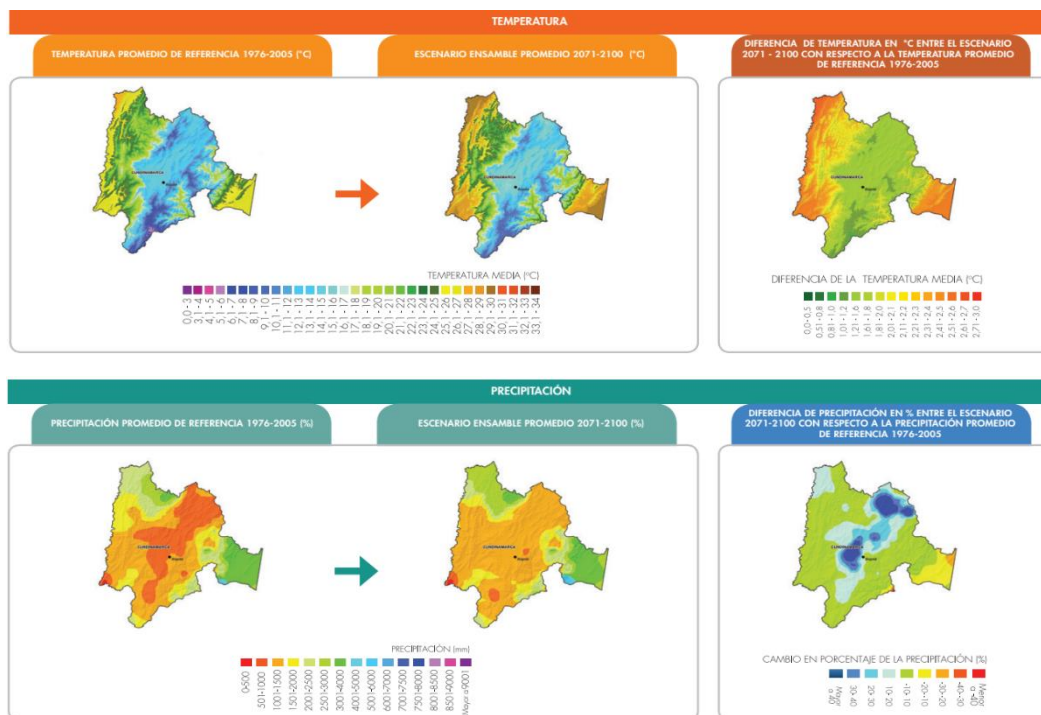 TEMPERATURA
TEMPERATURA PROMEDIO DE REFERENCIA 1976-2005 (°C)
ESCENARIO ENSAMBLE PROMEDIO 2071-2100 (°C)
DIFERENCIA DE TEMPERATURA EN °C ENTRE EL ESCENARIO
2071 - 2100 CON RESPECTO A LA TEMPERATURA PROMEDIO
DE REFERENCIA 1976-2005
CUNDINAMARCA
Bogotá
CUNDINAMARCA
Bogotá
CUNDINAMARCA
Bogotá
TEMPERATURA MEDIA (°C)
0,0 - 3
3,1 - 4
4,1 - 5
5,1 - 6
6,1 - 7
7,1 - 8
8,1 - 9
9,1 - 10
10,1 - 11
11,1 - 12
12,1 - 13
13,1 - 14
14,1 - 15
15,1 - 16
16,1 - 17
17,1 - 18
18,1 - 19
19,1 - 20
20,1 - 21
21,1 - 22
22,1 - 23
23,1 - 24
24,1 - 25
25,1 - 26
26,1 - 27
27,1 - 28
28,1 - 29
29,1 - 30
30,1 - 31
31,1 - 32
32,1 - 33
33,1 - 34
DIFERENCIA DE LA TEMPERATURA MEDIA (°C)
0,0 - 0,5
0,51 - 0,8
0,81 - 1,0
1,01 - 1,2
1,21 - 1,6
1,61 - 1,8
1,81 - 2,0
2,01 - 2,1
2,11 - 2,2
2,21 - 2,3
2,31 - 2,4
2,41 - 2,5
2,51 - 2,6
2,61 - 2,7
2,71 - 3,0
PRECIPITACIÓN
PRECIPITACIÓN PROMEDIO DE REFERENCIA 1976-2005 (%)
ESCENARIO ENSAMBLE PROMEDIO 2071-2100 (%)
DIFERENCIA DE PRECIPITACIÓN EN % ENTRE EL ESCENARIO
2071-2100 CON RESPECTO A LA PRECIPITACIÓN PROMEDIO
DE REFERENCIA 1976-2005
CUNDINAMARCA
Bogotá
CUNDINAMARCA
Bogotá
CUNDINAMARCA
Bogotá
PRECIPITACIÓN (mm)
0-500
501-1000
1001-1500
1501-2000
2001-2500
2501-3000
3001-4000
4001-5000
5001-6000
6001-7000
7001-7500
7501-8000
8001-8500
8501-9000
Mayor a 9001
CAMBIO EN PORCENTAJE DE LA PRECIPITACIÓN (%)
Mayor
a 40
30, 40
20-30
10-20
-10-10
-20--10
-30--20
-40--30
Menor
a -40